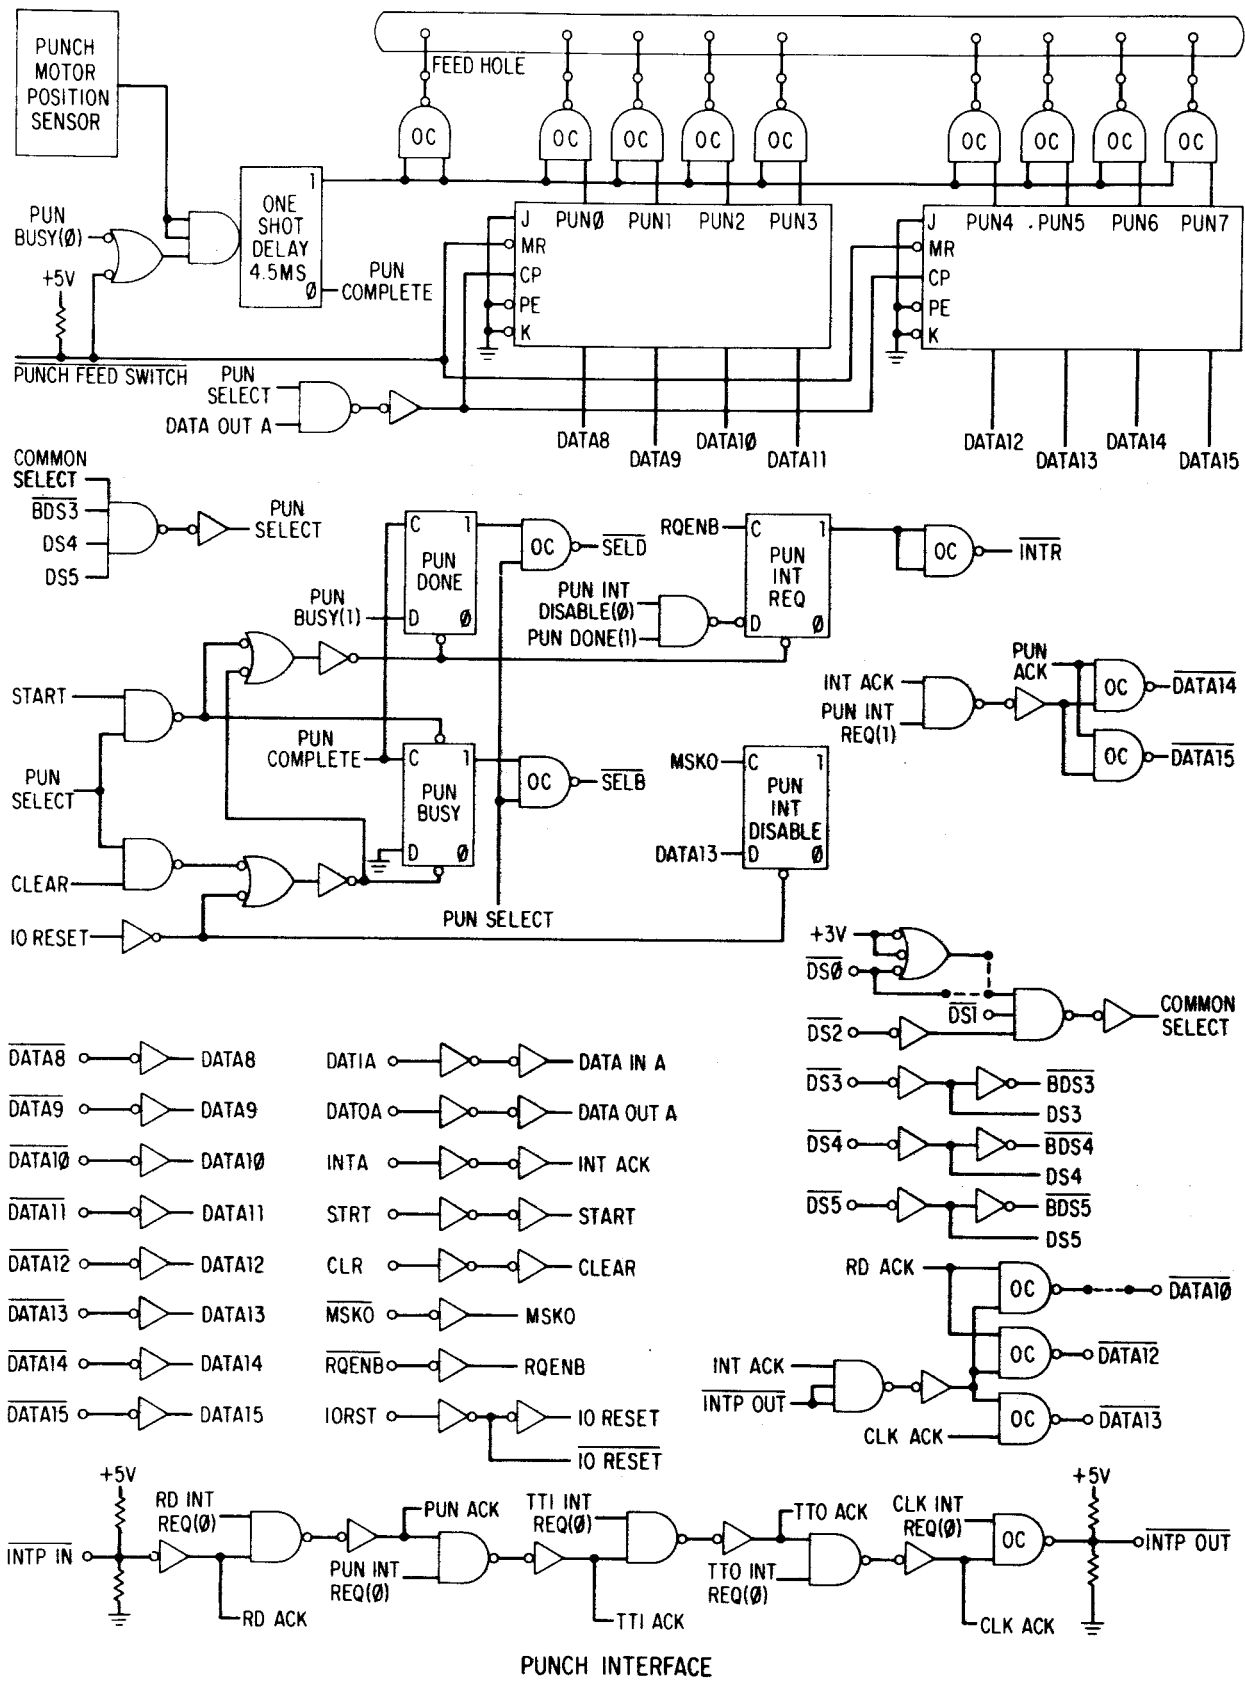 PUNCH
MOTOR
POSITION
SENSOR
FEED HOLE
OC OC OC OC OC OC OC OC OC
1
ONE
SHOT
DELAY
4.5MS
Ø
PUN
BUSY(Ø)
+5V
PUN
COMPLETE
J PUNØ PUN1 PUN2 PUN3
MR
CP
PE
K
J PUN4 PUN5 PUN6 PUN7
MR
CP
PE
K
PUNCH FEED SWITCH
PUN
SELECT
DATA OUT A
DATA8
DATA9
DATA1Ø
DATA11
DATA12
DATA13
DATA14
DATA15
COMMON
SELECT
BDS3
DS4
DS5
PUN
SELECT
C 1
PUN
DONE
D Ø
PUN
BUSY(1)
OC
SELD
RQENB
C 1
PUN
INT
REQ
D Ø
PUN INT
DISABLE(Ø)
PUN DONE(1)
OC
INTR
START
PUN
SELECT
CLEAR
IO RESET
PUN
COMPLETE
C 1
PUN
BUSY
D Ø
OC
SELB
PUN SELECT
MSKO
C 1
PUN
INT
DISABLE
D Ø
DATA13
PUN
ACK
INT ACK
PUN INT
REQ(1)
OC
DATA14
OC
DATA15
+3V
DSØ
DS1
DS2
COMMON
SELECT
DS3
BDS3
DS3
DS4
BDS4
DS4
DS5
BDS5
DS5
DATA8 DATA8
DATA9 DATA9
DATA1Ø DATA1Ø
DATA11 DATA11
DATA12 DATA12
DATA13 DATA13
DATA14 DATA14
DATA15 DATA15
DATIA DATA IN A
DATOA DATA OUT A
INTA INT ACK
STRT START
CLR CLEAR
MSKO MSKO
RQENB RQENB
IORST IO RESET
IO RESET
RD ACK
OC
DATA1Ø
OC
DATA12
INT ACK
INTP OUT
OC
DATA13
CLK ACK
+5V
INTP IN
RD INT
REQ(Ø)
RD ACK
PUN ACK
PUN INT
REQ(Ø)
TTI INT
REQ(Ø)
TTI ACK
TTO ACK
TTO INT
REQ(Ø)
CLK INT
REQ(Ø)
CLK ACK
OC
+5V
INTP OUT
PUNCH INTERFACE